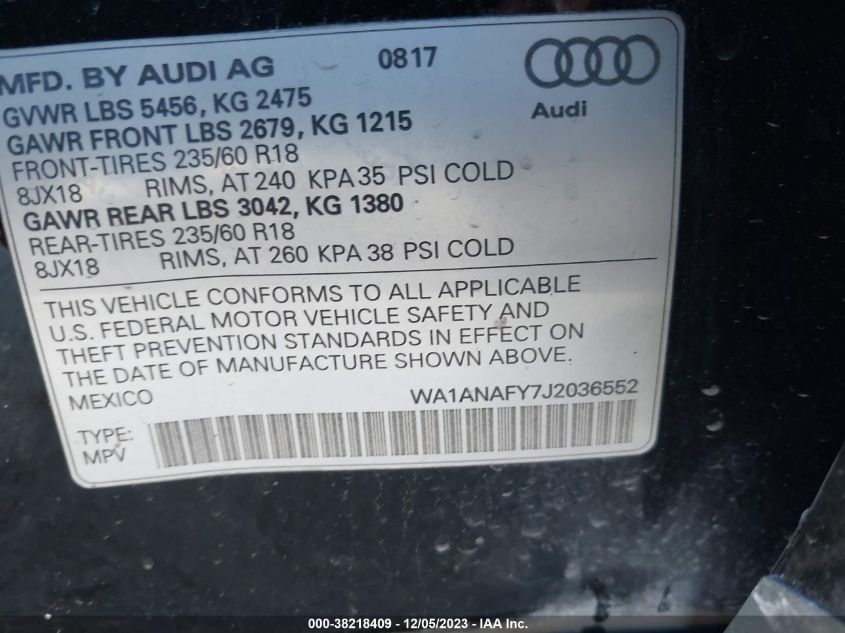 MFD. BY AUDI AG 0817
Audi
GVWR LBS 5456, KG 2475
GAWR FRONT LBS 2679, KG 1215
FRONT-TIRES 235/60 R18
8JX18 RIMS, AT 240 KPA 35 PSI COLD
GAWR REAR LBS 3042, KG 1380
REAR-TIRES 235/60 R18
8JX18 RIMS, AT 260 KPA 38 PSI COLD
THIS VEHICLE CONFORMS TO ALL APPLICABLE
U.S. FEDERAL MOTOR VEHICLE SAFETY AND
THEFT PREVENTION STANDARDS IN EFFECT ON
THE DATE OF MANUFACTURE SHOWN ABOVE.
MEXICO WA1ANAFY7J2036552
TYPE:
MPV
000-38218409 - 12/05/2023 - IAA Inc.